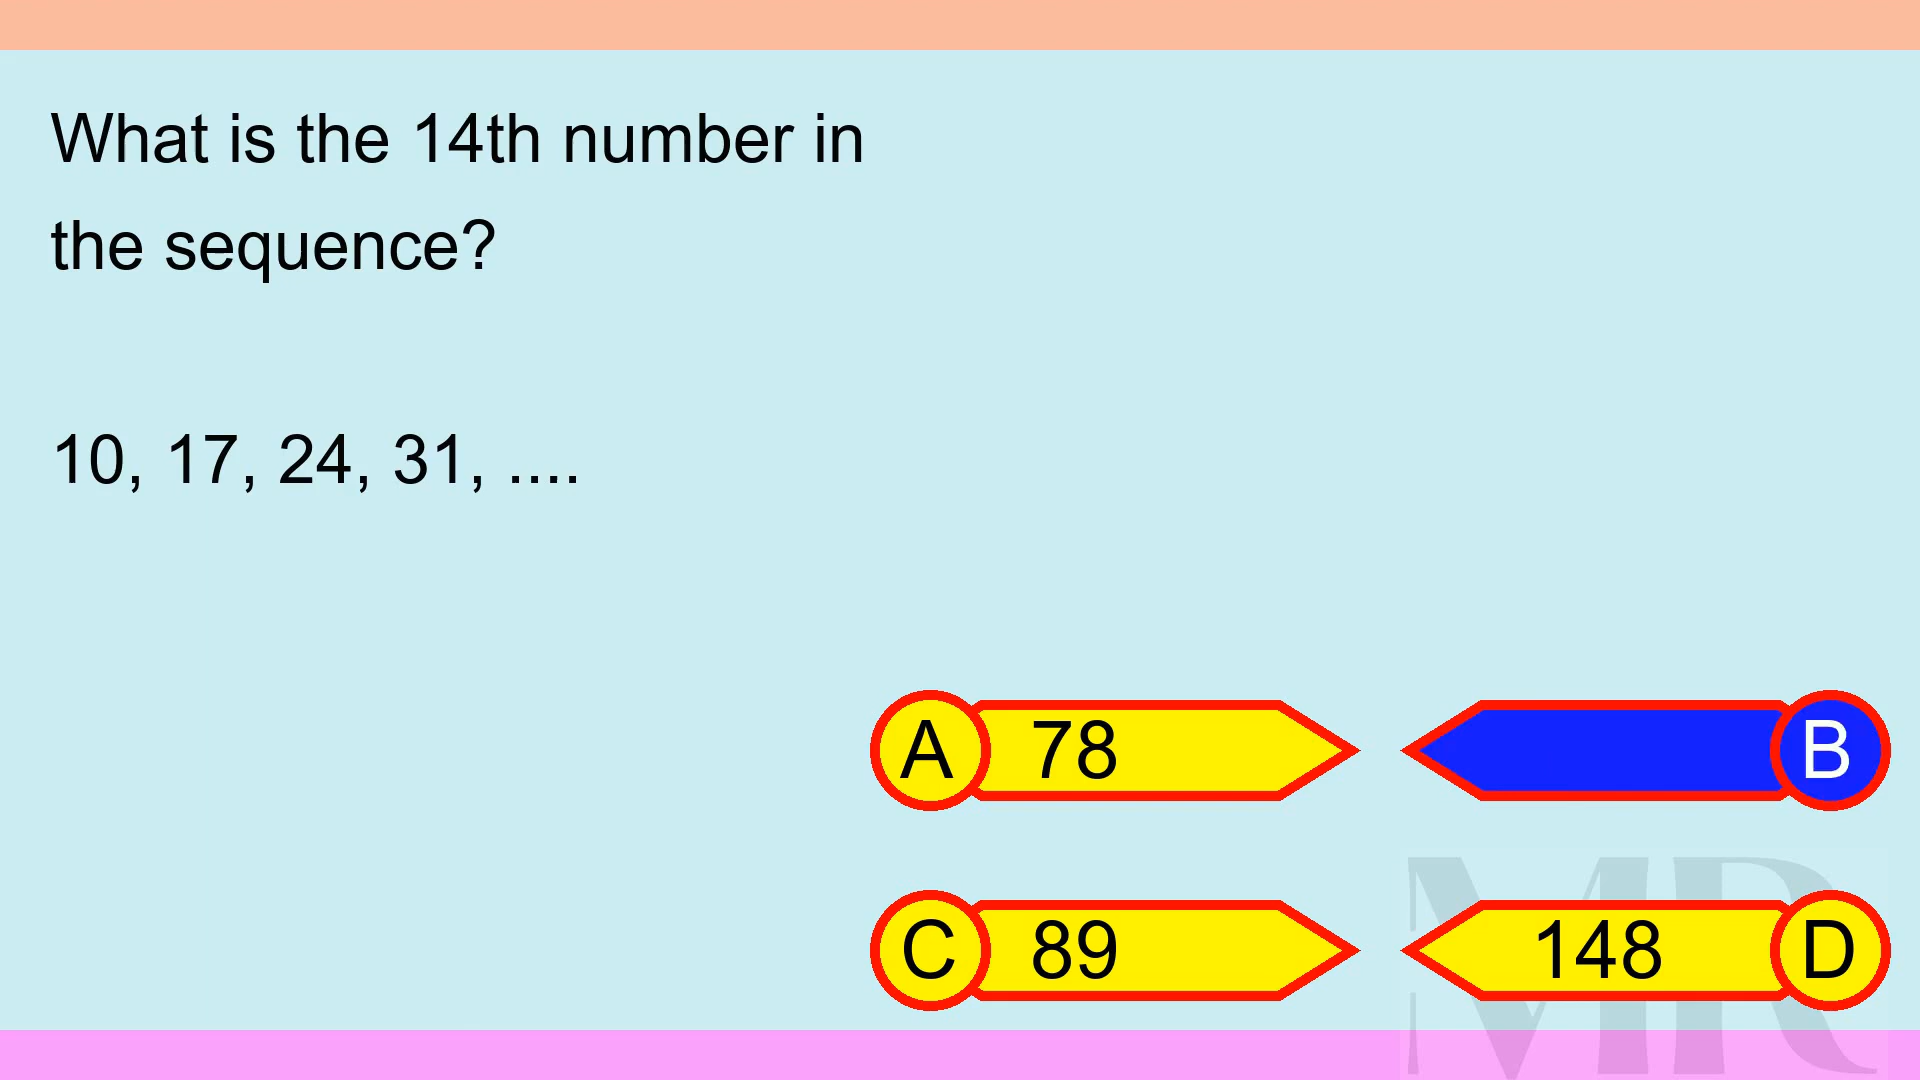 What is the 14th number in
the sequence?
10, 17, 24, 31, ....
A 78
B
C 89
148 D
MR